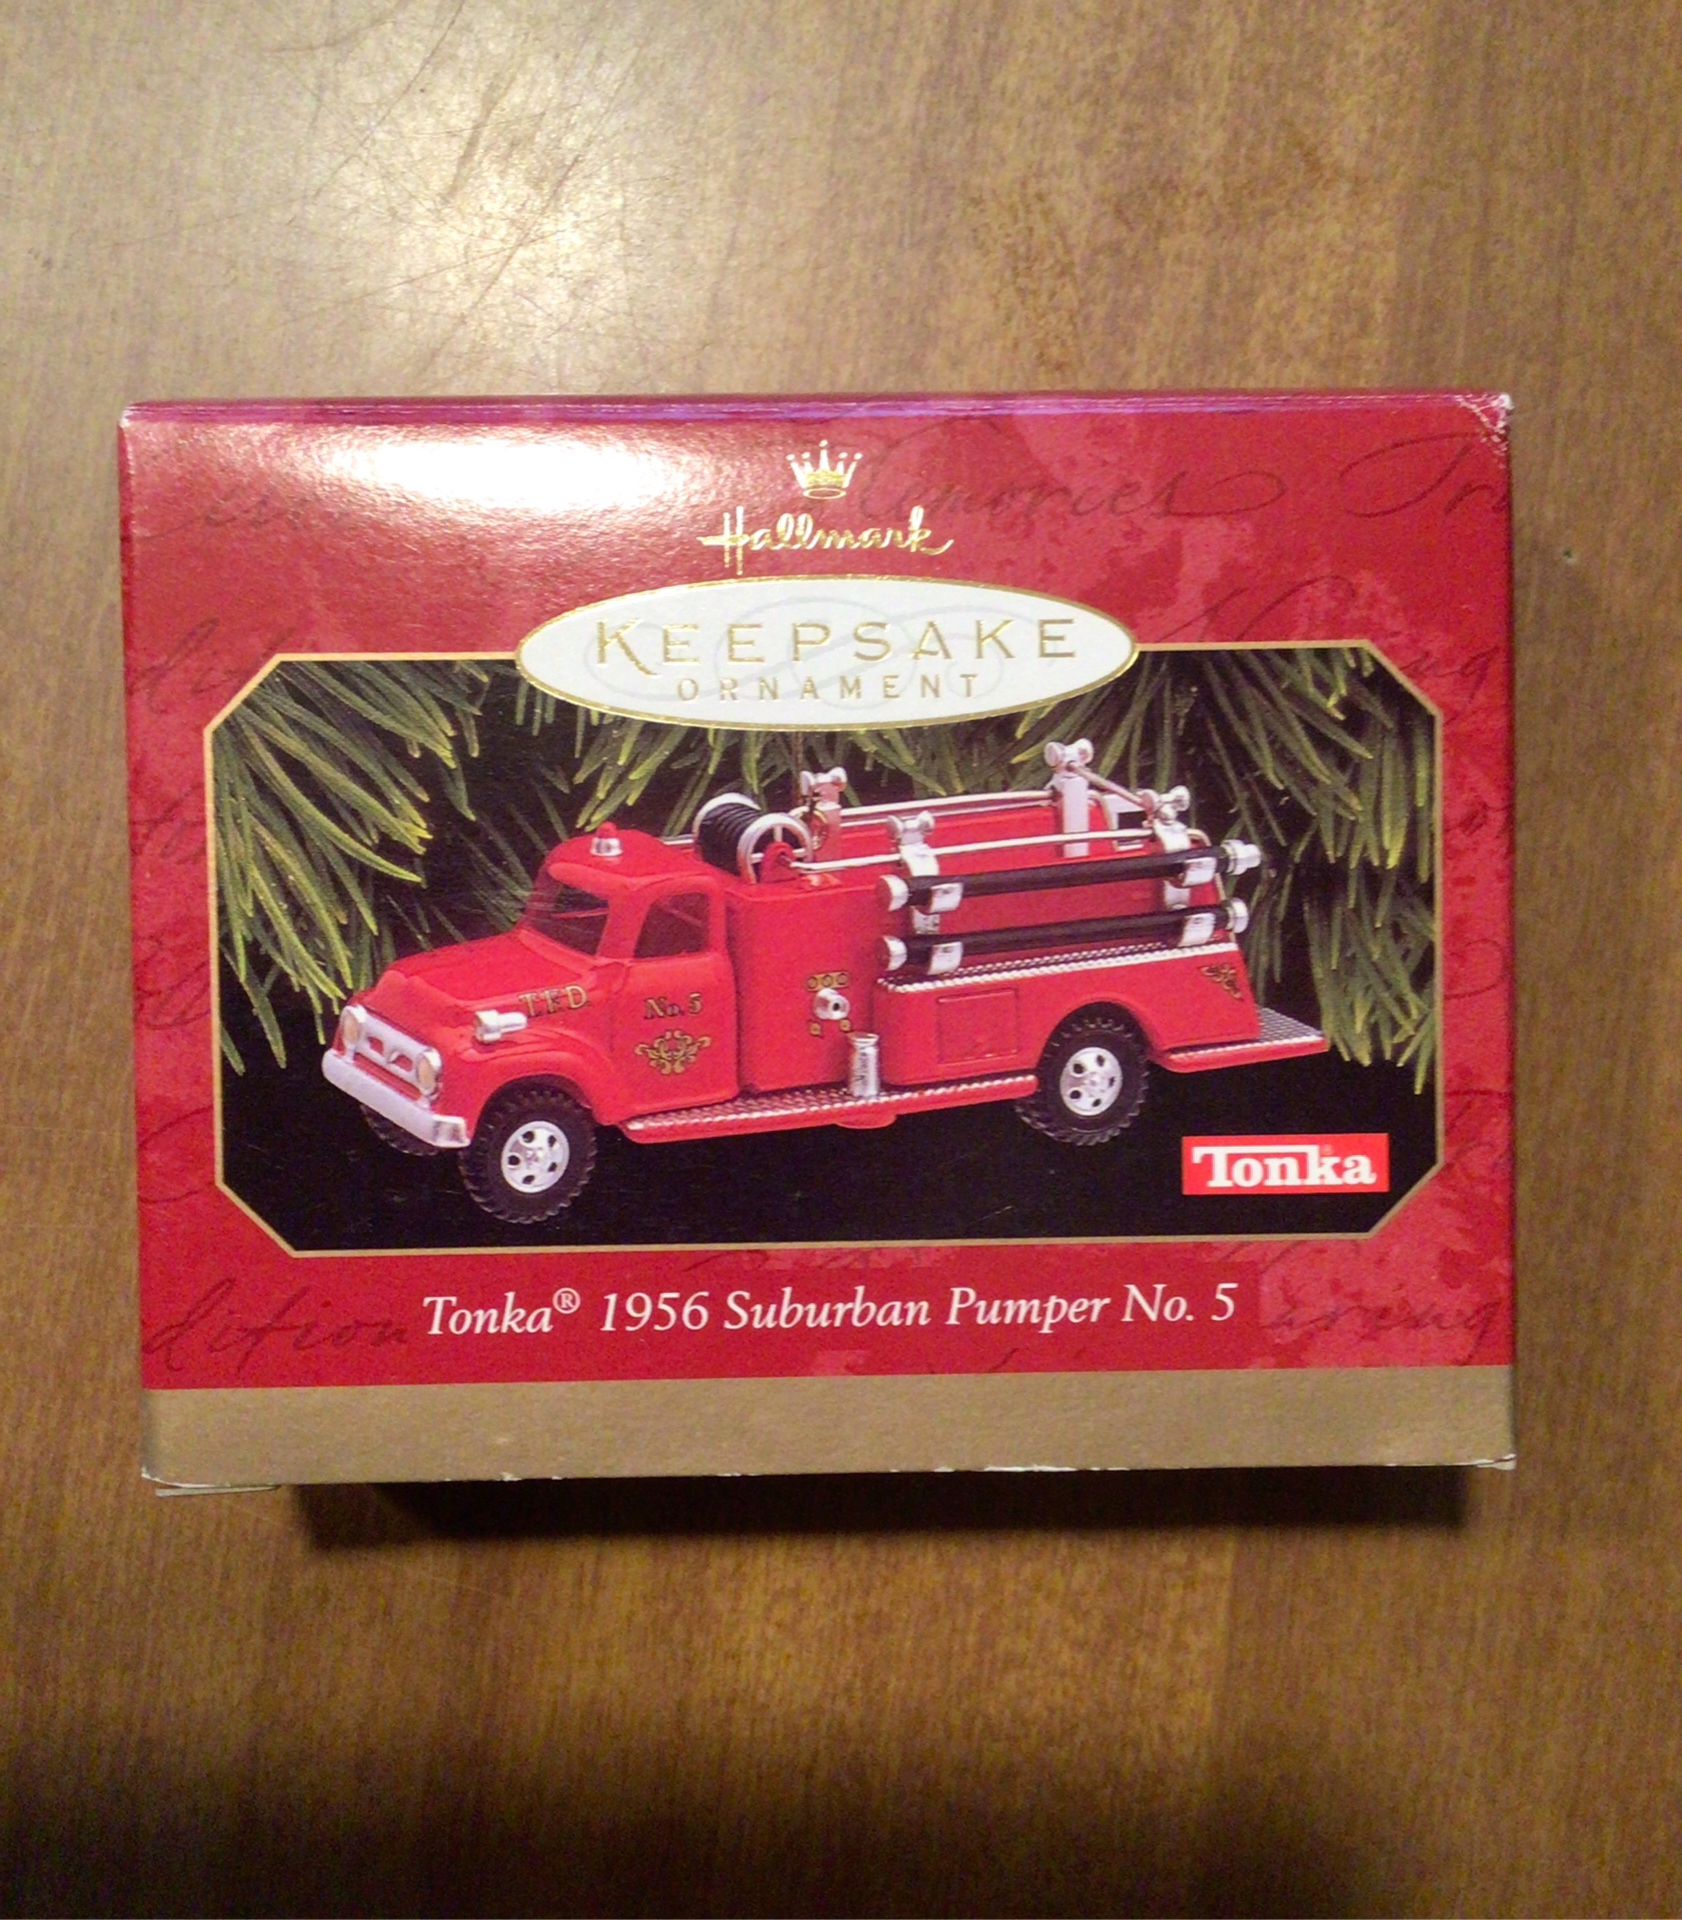 Hallmark
KEEPSAKE
ORNAMENT
T.F.D.
No. 5
Tonka
Tonka® 1956 Suburban Pumper No. 5